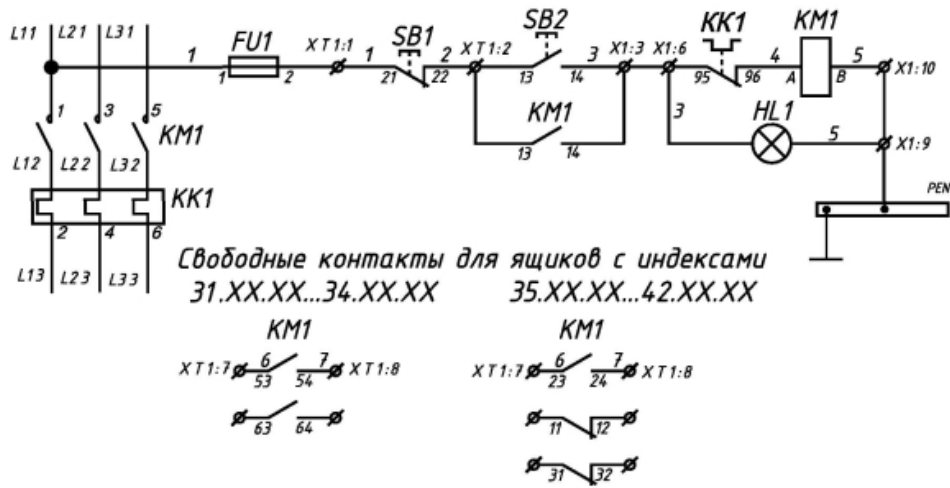 L11 L21 L31
1 FU1 XT1:1 1 SB1 2 XT1:2 SB2 3 X1:3 X1:6 KK1 4 KM1 5 X1:10
1 2 21 22 13 14 95 96 A B
1 3 5 KM1
KM1 13 14
3 HL1 5 X1:9
L12 L22 L32
KK1
PEN
2 4 6
L13 L23 L33
Свободные контакты для ящиков с индексами
31.XX.XX...34.XX.XX 35.XX.XX...42.XX.XX
KM1 KM1
XT1:7 6 7 XT1:8 XT1:7 6 7 XT1:8
53 54 23 24
63 64 11 12
31 32